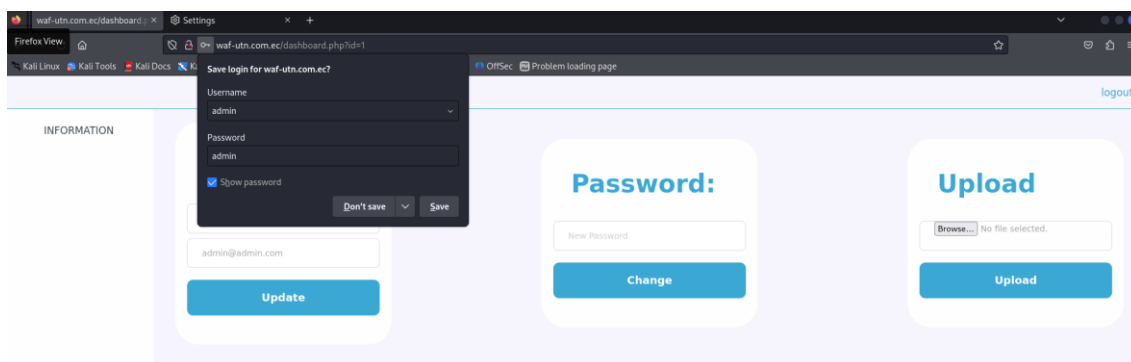 waf-utn.com.ec/dashboard.p
Settings
Firefox View
waf-utn.com.ec/dashboard.php?id=1
Kali Linux Kali Tools Kali Docs OffSec Problem loading page
Save login for waf-utn.com.ec?
Username
admin
Password
admin
Show password
Don't save Save
logout
INFORMATION
admin@admin.com
Update
Password:
New Password
Change
Upload
Browse... No file selected.
Upload